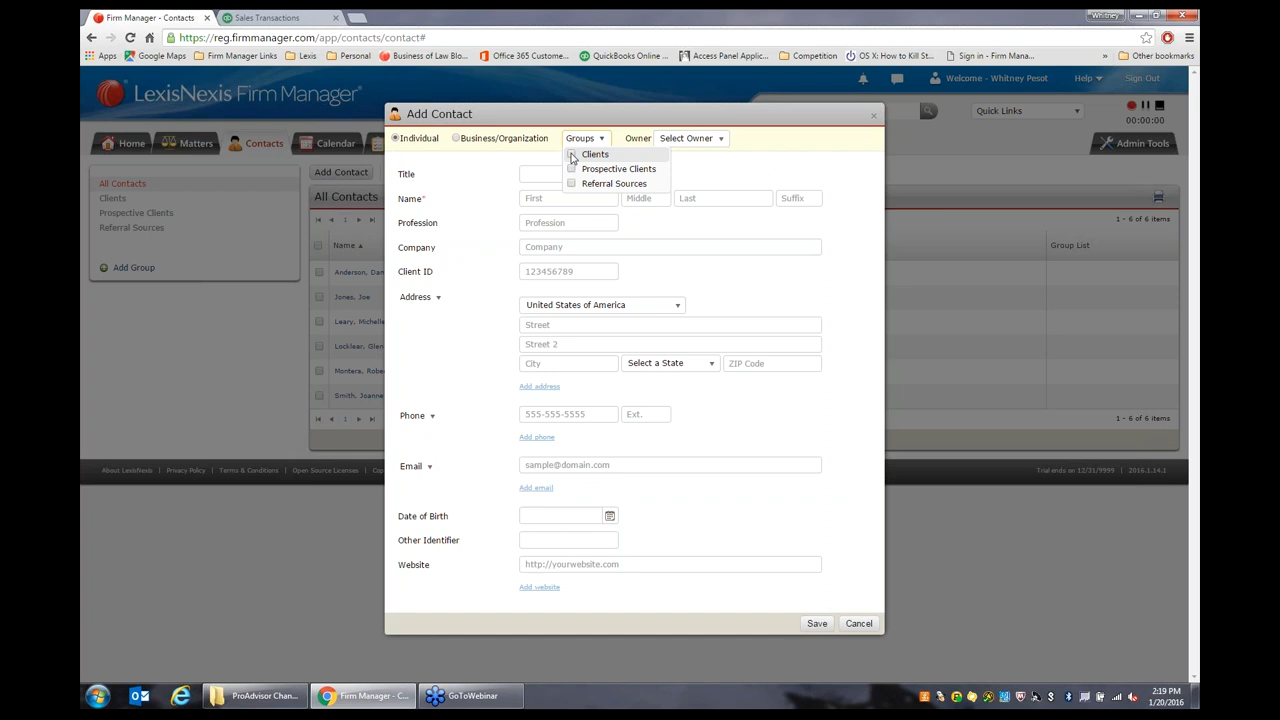 Firm Manager - Contacts
Sales Transactions
Whitney
https://reg.firmmanager.com/app/contacts/contact#
Apps
Google Maps
Firm Manager Links
Lexis
Personal
Business of Law Blo...
Office 365 Custome...
QuickBooks Online ...
Access Panel Applic...
Competition
OS X: How to Kill St...
Sign in - Firm Mana...
Other bookmarks
LexisNexis Firm Manager
Welcome - Whitney Pesot
Help
Sign Out
Quick Links
00:00:00
Home
Matters
Contacts
Calendar
Admin Tools
All Contacts
Clients
Prospective Clients
Referral Sources
Add Group
Add Contact
All Contacts
1
1 - 6 of 6 items
Name
Group List
Anderson, Dan
Jones, Joe
Leary, Michelle
Locklear, Glen
Montera, Robe
Smith, Joanne
1
1 - 6 of 6 items
About LexisNexis | Privacy Policy | Terms & Conditions | Open Source Licenses | Cop
Trial ends on 12/31/9999 | 2016.1.14.1
Add Contact
Individual
Business/Organization
Groups
Owner
Select Owner
Clients
Prospective Clients
Referral Sources
Title
Name*
First
Middle
Last
Suffix
Profession
Profession
Company
Company
Client ID
123456789
Address
United States of America
Street
Street 2
City
Select a State
ZIP Code
Add address
Phone
555-555-5555
Ext.
Add phone
Email
sample@domain.com
Add email
Date of Birth
Other Identifier
Website
http://yourwebsite.com
Add website
Save
Cancel
ProAdvisor Chan...
Firm Manager - C...
GoToWebinar
2:19 PM
1/20/2016